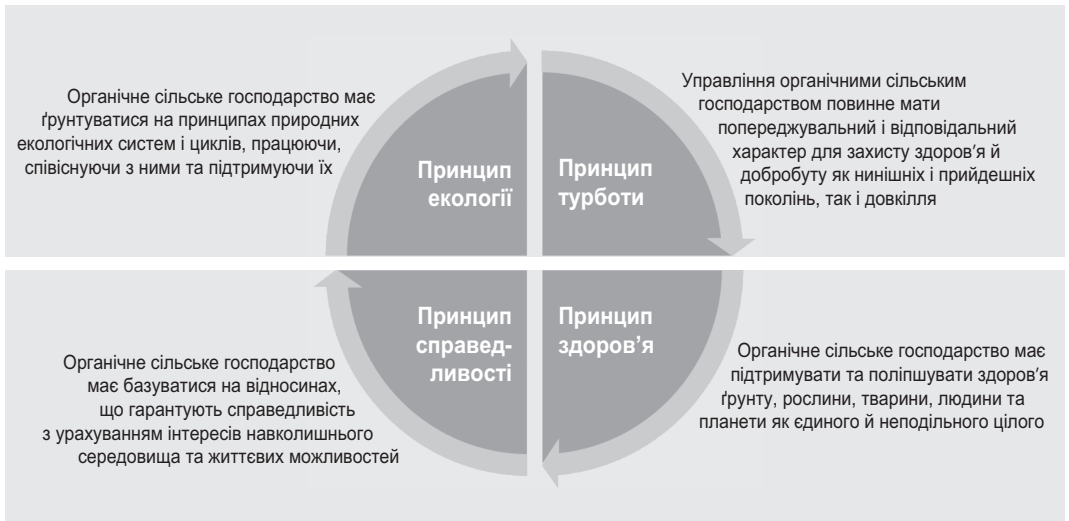 Органічне сільське господарство має
ґрунтуватися на принципах природних
екологічних систем і циклів, працюючи,
співіснуючи з ними та підтримуючи їх
Принцип
екології
Принцип
турботи
Управління органічними сільським
господарством повинне мати
попереджувальний і відповідальний
характер для захисту здоров'я й
добробуту як нинішніх і прийдешніх
поколінь, так і довкілля
Органічне сільське господарство
має базуватися на відносинах,
що гарантують справедливість
з урахуванням інтересів навколишнього
середовища та життєвих можливостей
Принцип
справед-
ливості
Принцип
здоров’я
Органічне сільське господарство має
підтримувати та поліпшувати здоров'я
ґрунту, рослини, тварини, людини та
планети як єдиного й неподільного цілого